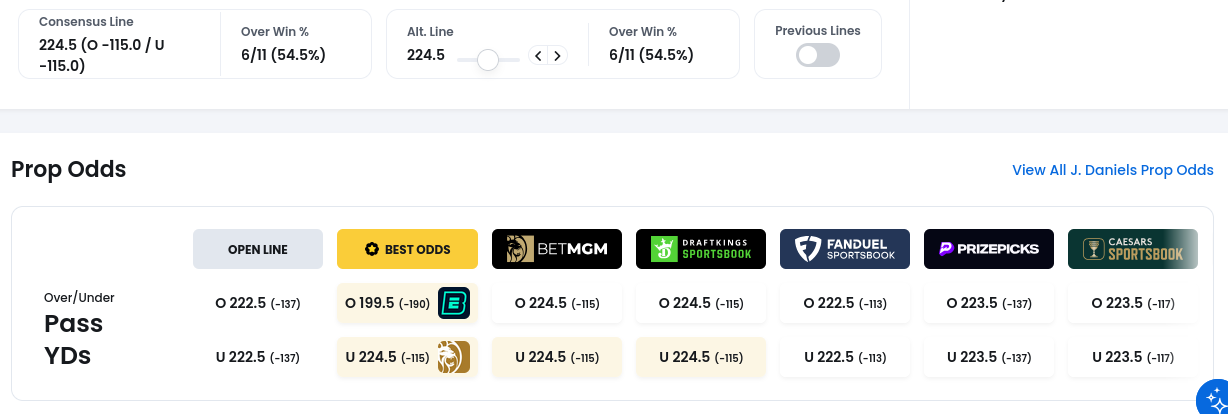 Consensus Line
224.5 (O -115.0 / U
-115.0)
Over Win %
6/11 (54.5%)
Alt. Line
224.5
Over Win %
6/11 (54.5%)
Previous Lines
Prop Odds
View All J. Daniels Prop Odds
OPEN LINE
BEST ODDS
BETMGM
DRAFTKINGS
SPORTSBOOK
FANDUEL
SPORTSBOOK
PRIZEPICKS
CAESARS
SPORTSBOOK
Over/Under
Pass
YDs
O 222.5 (-137)
O 199.5 (-190)
O 224.5 (-115)
O 224.5 (-115)
O 222.5 (-113)
O 223.5 (-137)
O 223.5 (-117)
U 222.5 (-137)
U 224.5 (-115)
U 224.5 (-115)
U 224.5 (-115)
U 222.5 (-113)
U 223.5 (-137)
U 223.5 (-117)